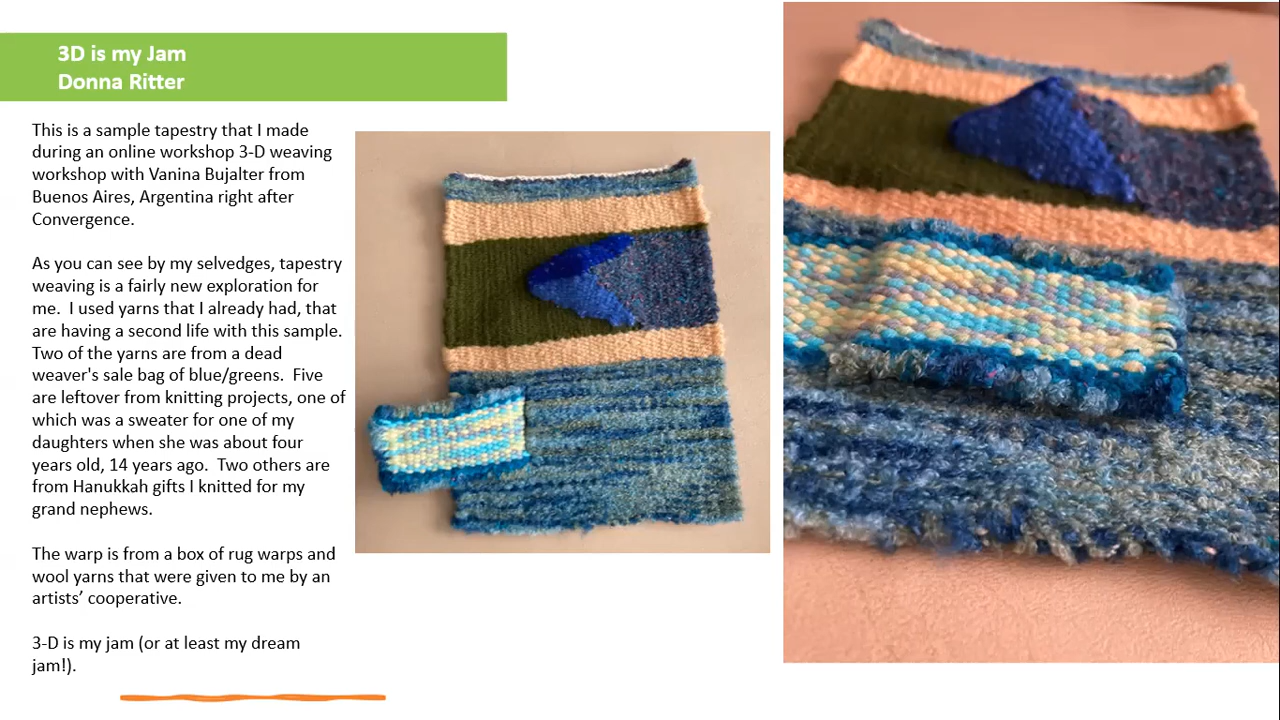 3D is my Jam
Donna Ritter
This is a sample tapestry that I made
during an online workshop 3-D weaving
workshop with Vanina Bujalter from
Buenos Aires, Argentina right after
Convergence.
As you can see by my selvedges, tapestry
weaving is a fairly new exploration for
me.  I used yarns that I already had, that
are having a second life with this sample.
Two of the yarns are from a dead
weaver's sale bag of blue/greens.  Five
are leftover from knitting projects, one of
which was a sweater for one of my
daughters when she was about four
years old, 14 years ago.  Two others are
from Hanukkah gifts I knitted for my
grand nephews.
The warp is from a box of rug warps and
wool yarns that were given to me by an
artists’ cooperative.
3-D is my jam (or at least my dream
jam!).